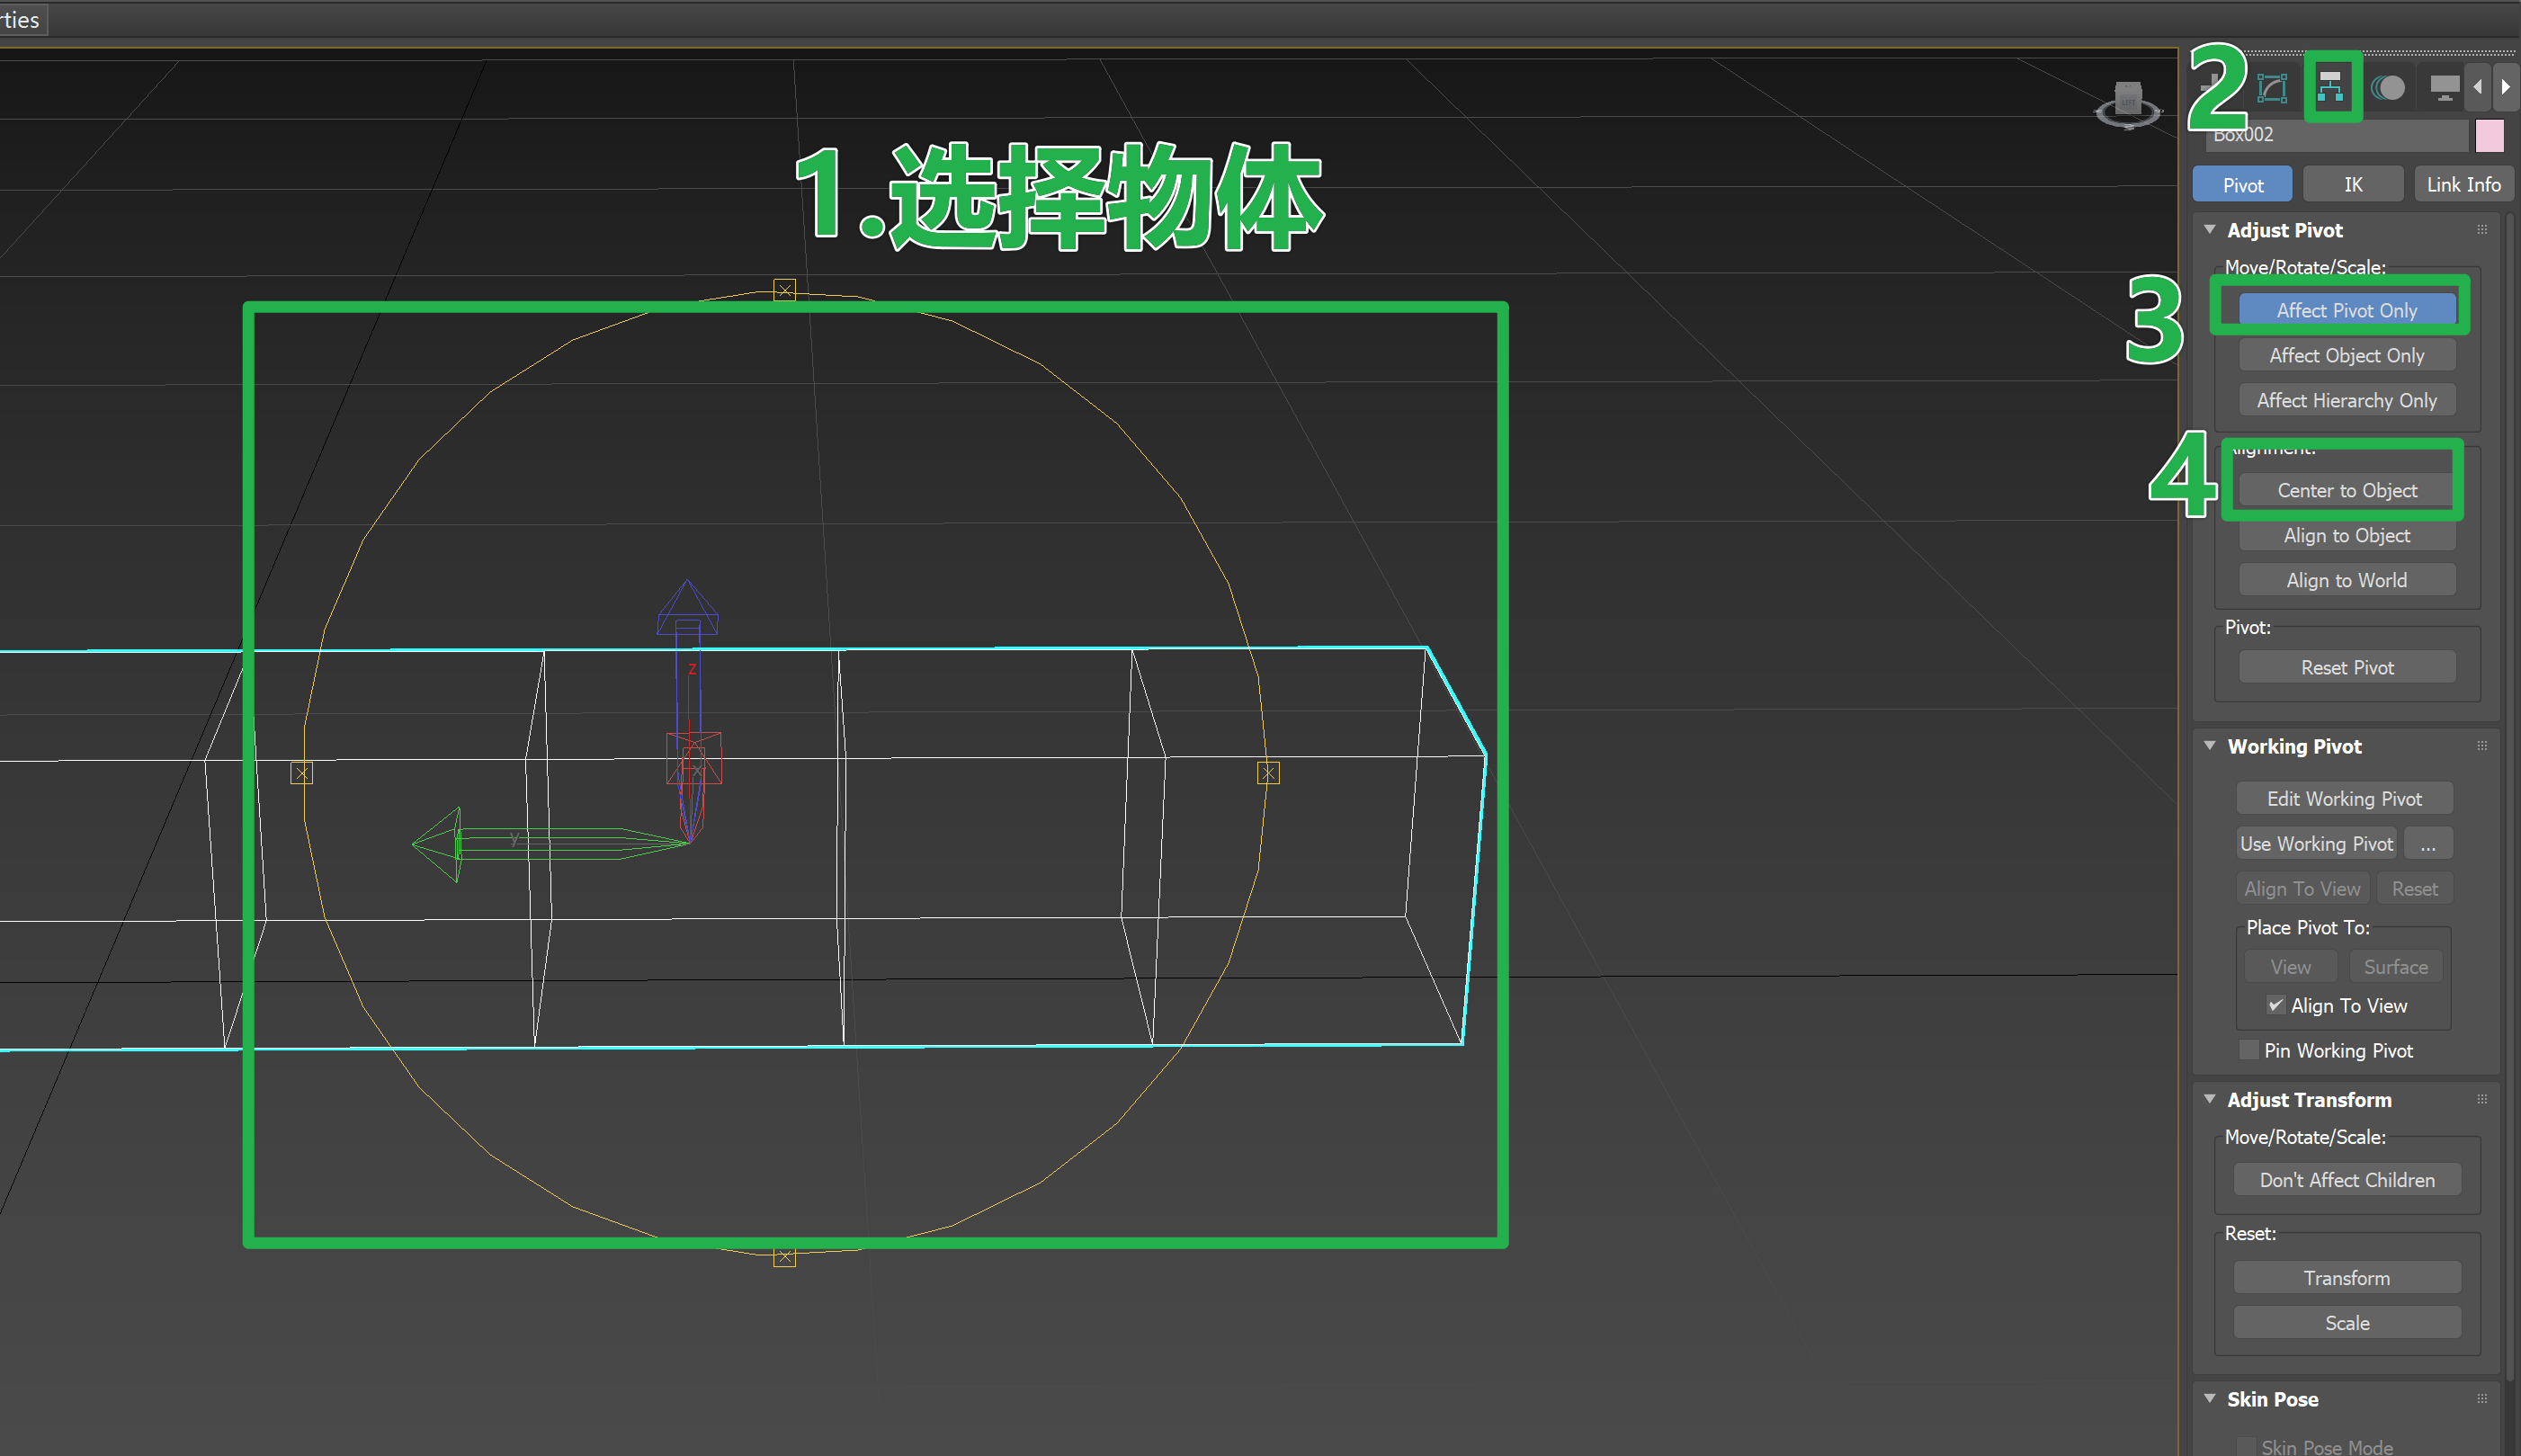 rties
1.选择物体
2
Box002
Pivot
IK
Link Info
Adjust Pivot
Move/Rotate/Scale:
3
Affect Pivot Only
Affect Object Only
Affect Hierarchy Only
Alignment:
4
Center to Object
Align to Object
Align to World
Pivot:
Reset Pivot
z
x
y
Working Pivot
Edit Working Pivot
Use Working Pivot
...
Align To View
Reset
Place Pivot To:
View
Surface
Align To View
Pin Working Pivot
Adjust Transform
Move/Rotate/Scale:
Don't Affect Children
Reset:
Transform
Scale
Skin Pose
Skin Pose Mode